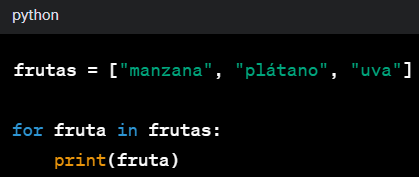 python
frutas = ["manzana", "plátano", "uva"]
for fruta in frutas:
    print(fruta)